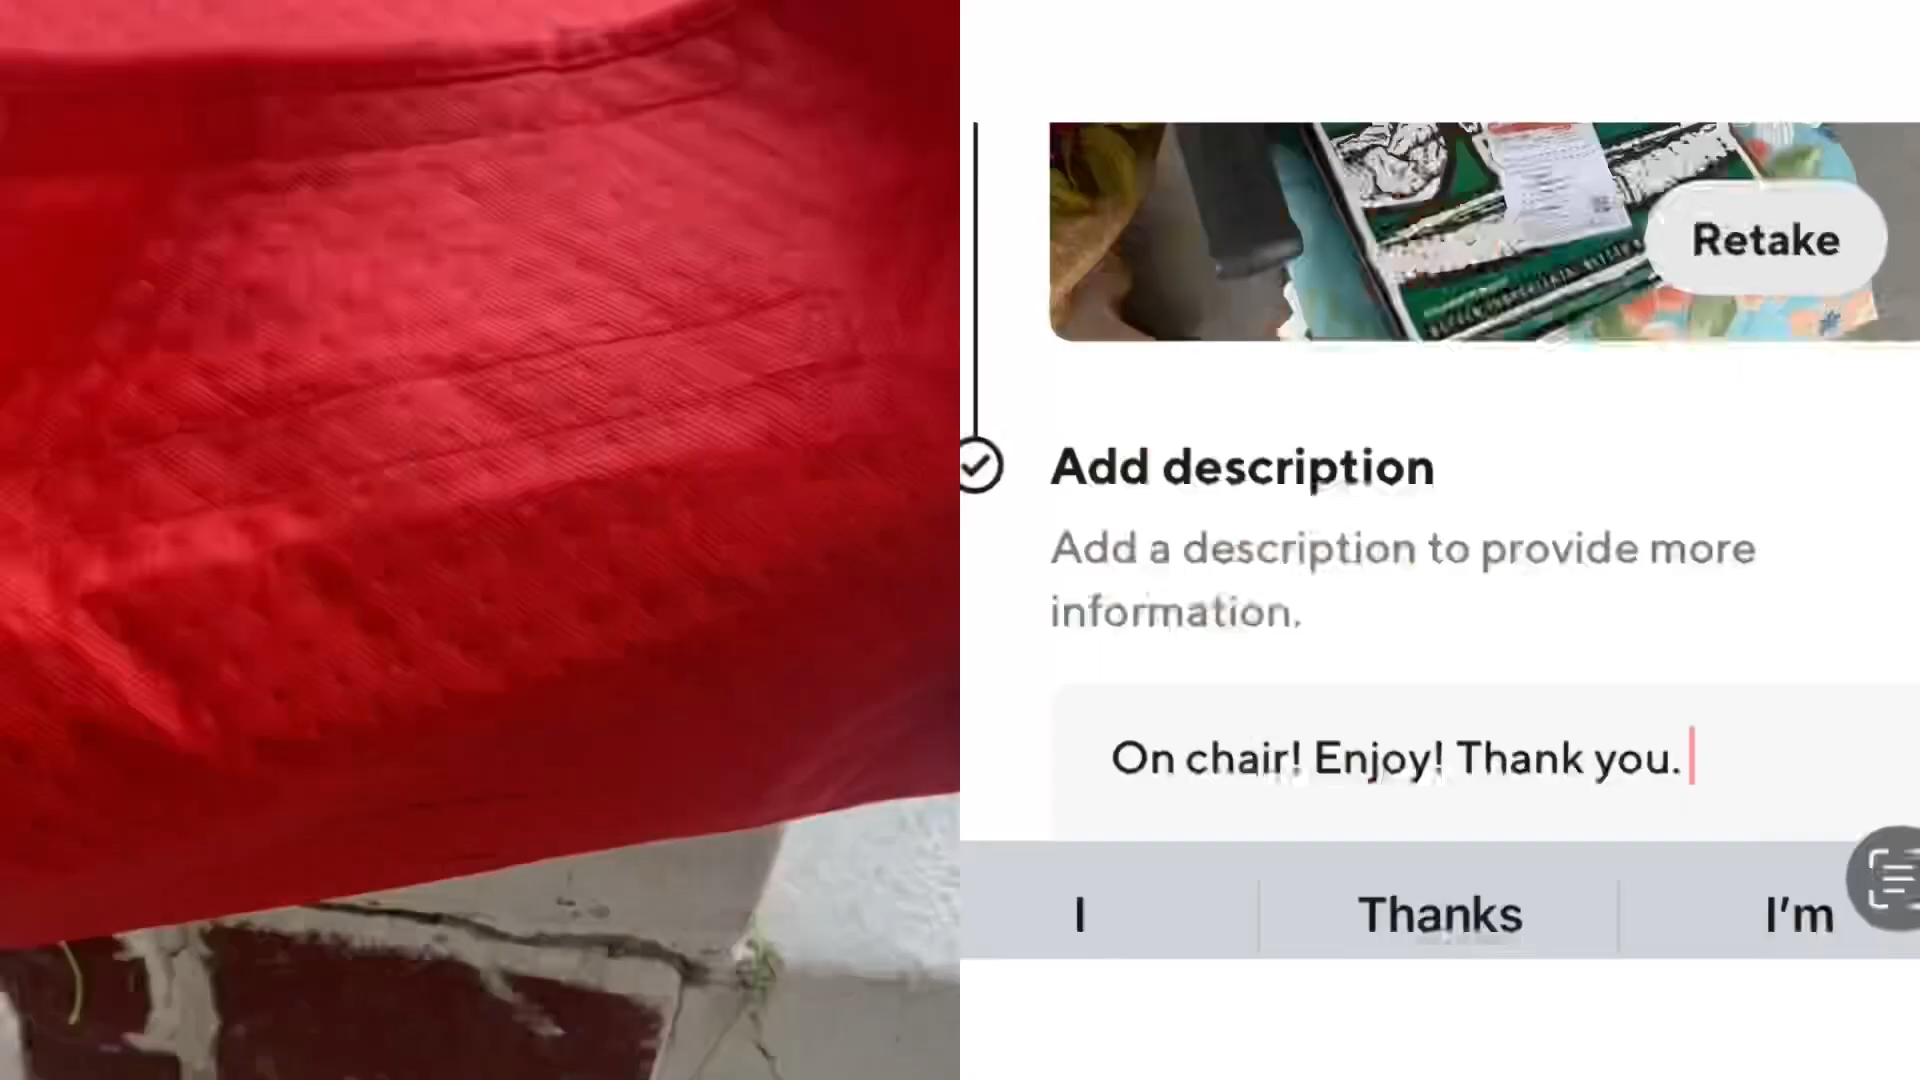 Retake
Add description
Add a description to provide more
information.
On chair! Enjoy! Thank you.
I
Thanks
I'm